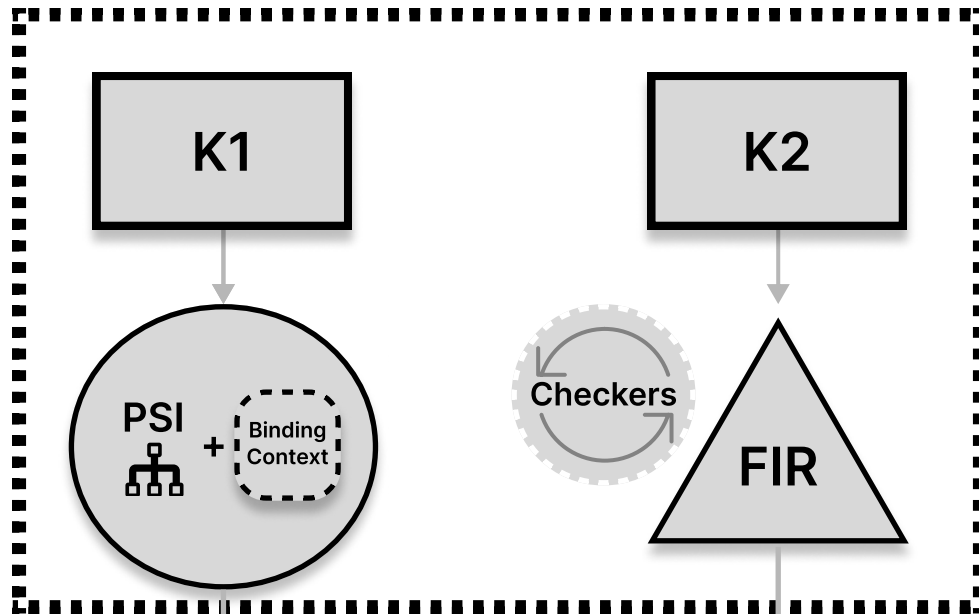 K1
K2
PSI
+
Binding
Context
Checkers
FIR